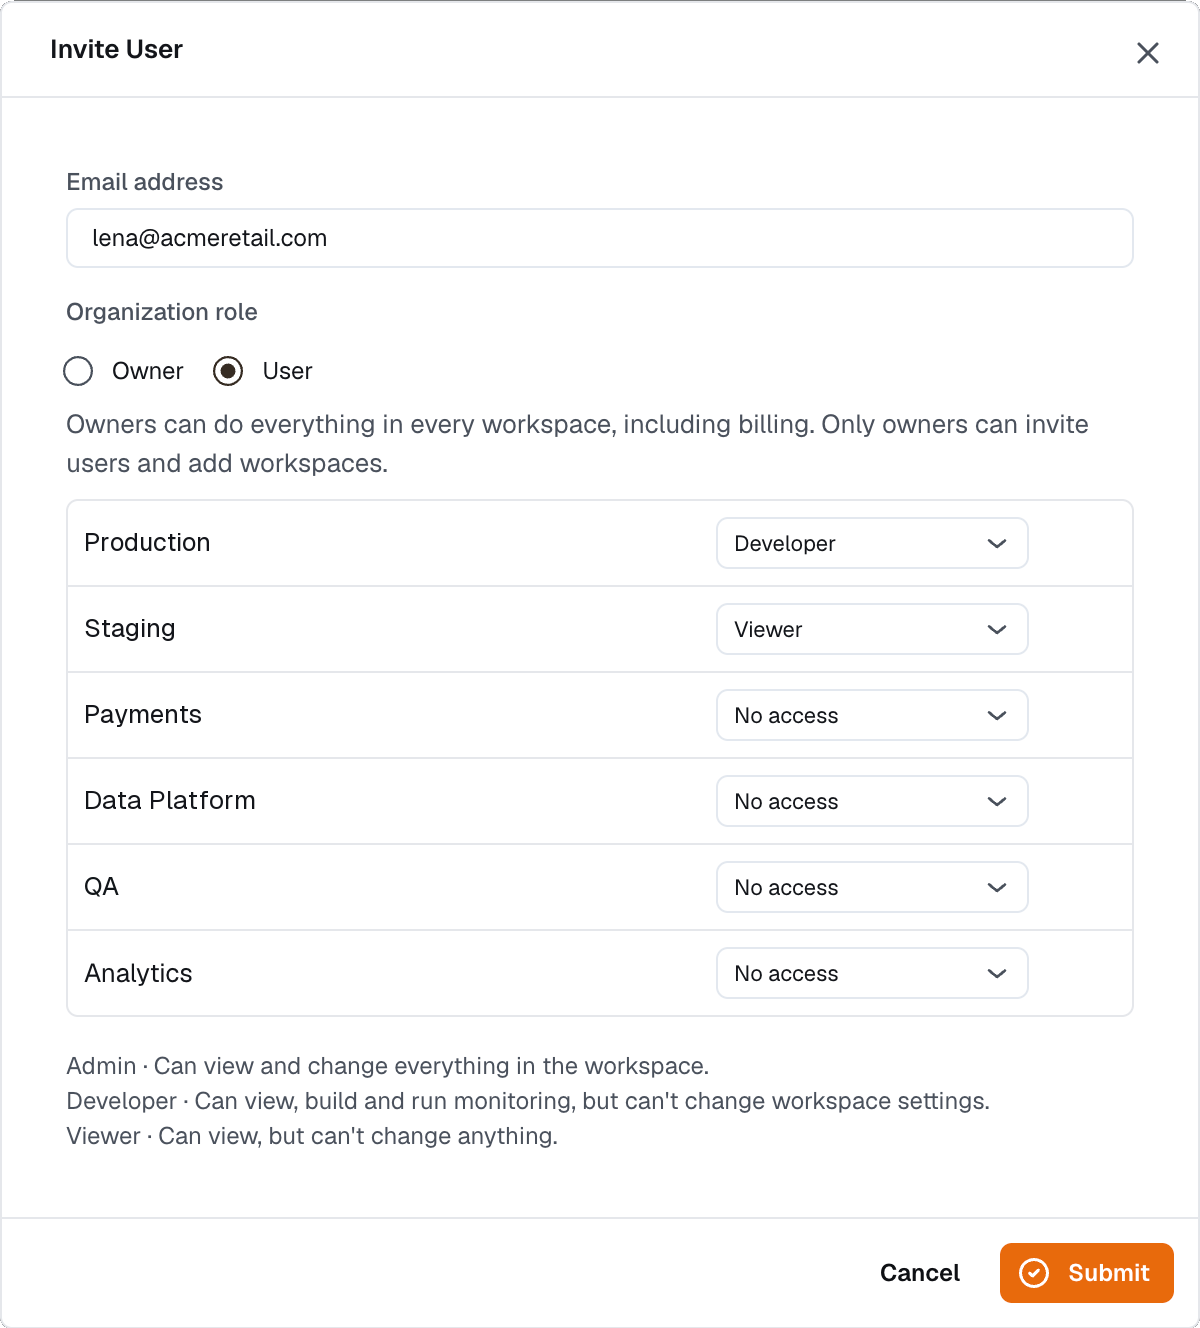 Invite User
Email address
lena@acmeretail.com
Organization role
Owner User
Owners can do everything in every workspace, including billing. Only owners can invite
users and add workspaces.
Production Developer
Staging Viewer
Payments No access
Data Platform No access
QA No access
Analytics No access
Admin · Can view and change everything in the workspace.
Developer · Can view, build and run monitoring, but can't change workspace settings.
Viewer · Can view, but can't change anything.
Cancel Submit